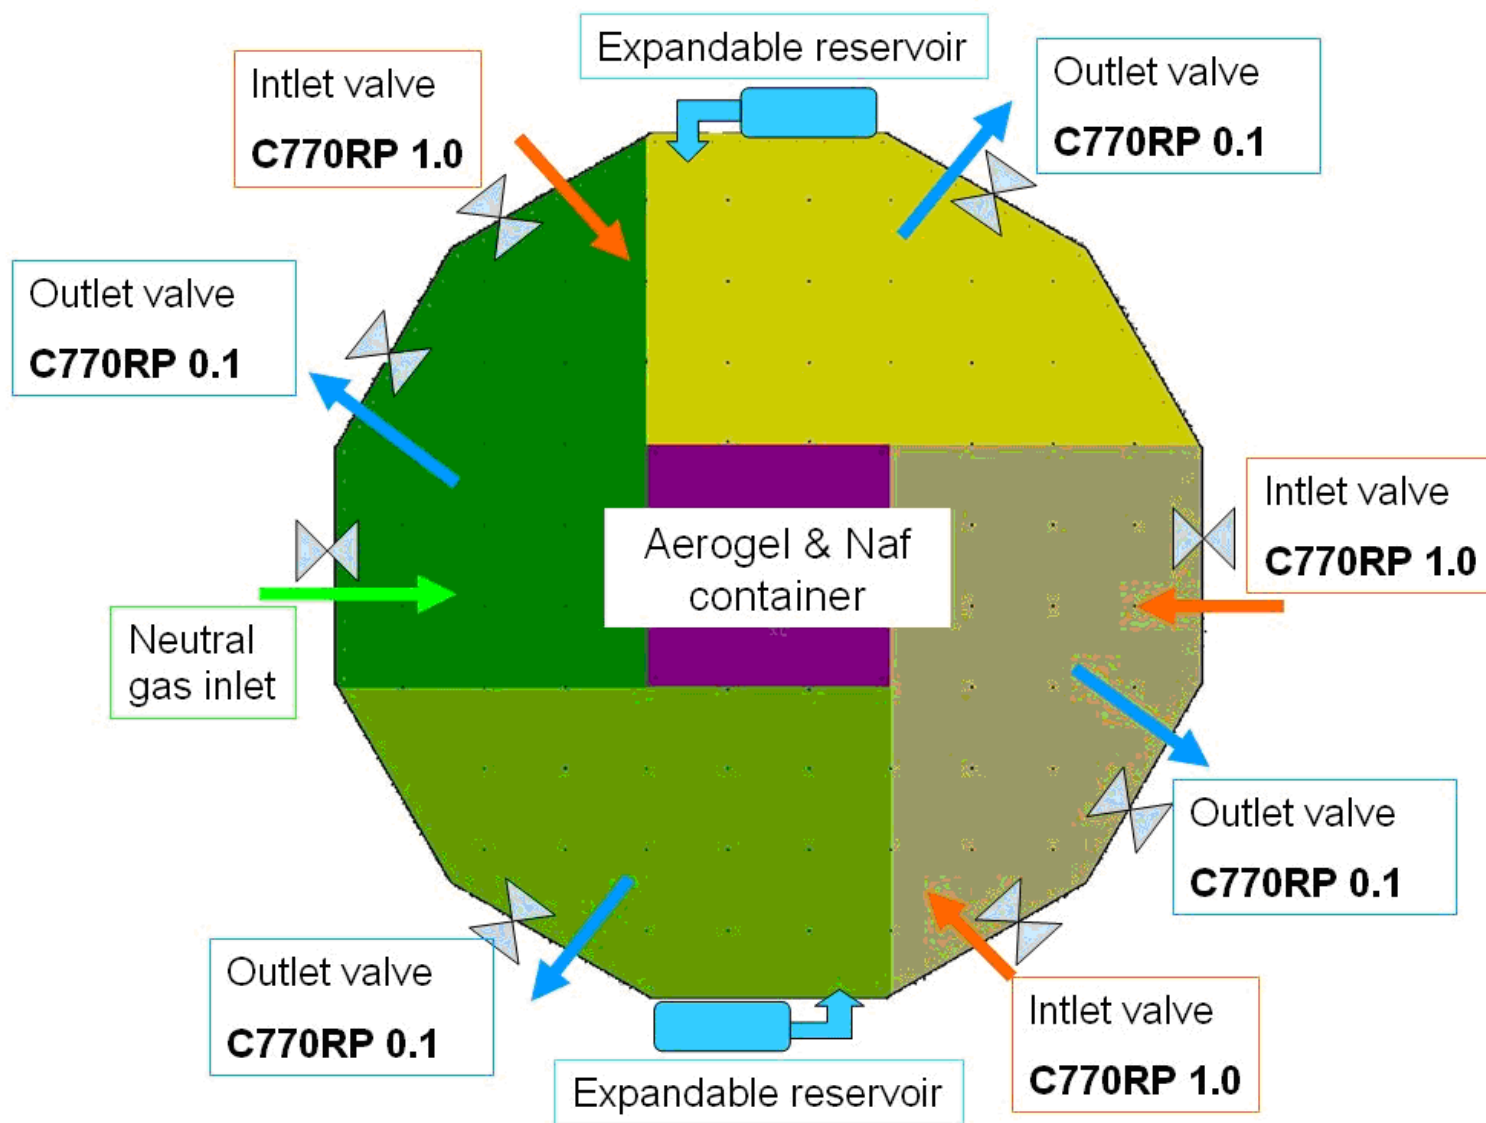 Expandable reservoir
Intlet valve
C770RP 1.0
Outlet valve
C770RP 0.1
Outlet valve
C770RP 0.1
Intlet valve
C770RP 1.0
Aerogel & Naf
container
Neutral
gas inlet
Outlet valve
C770RP 0.1
Outlet valve
C770RP 0.1
Intlet valve
C770RP 1.0
Expandable reservoir